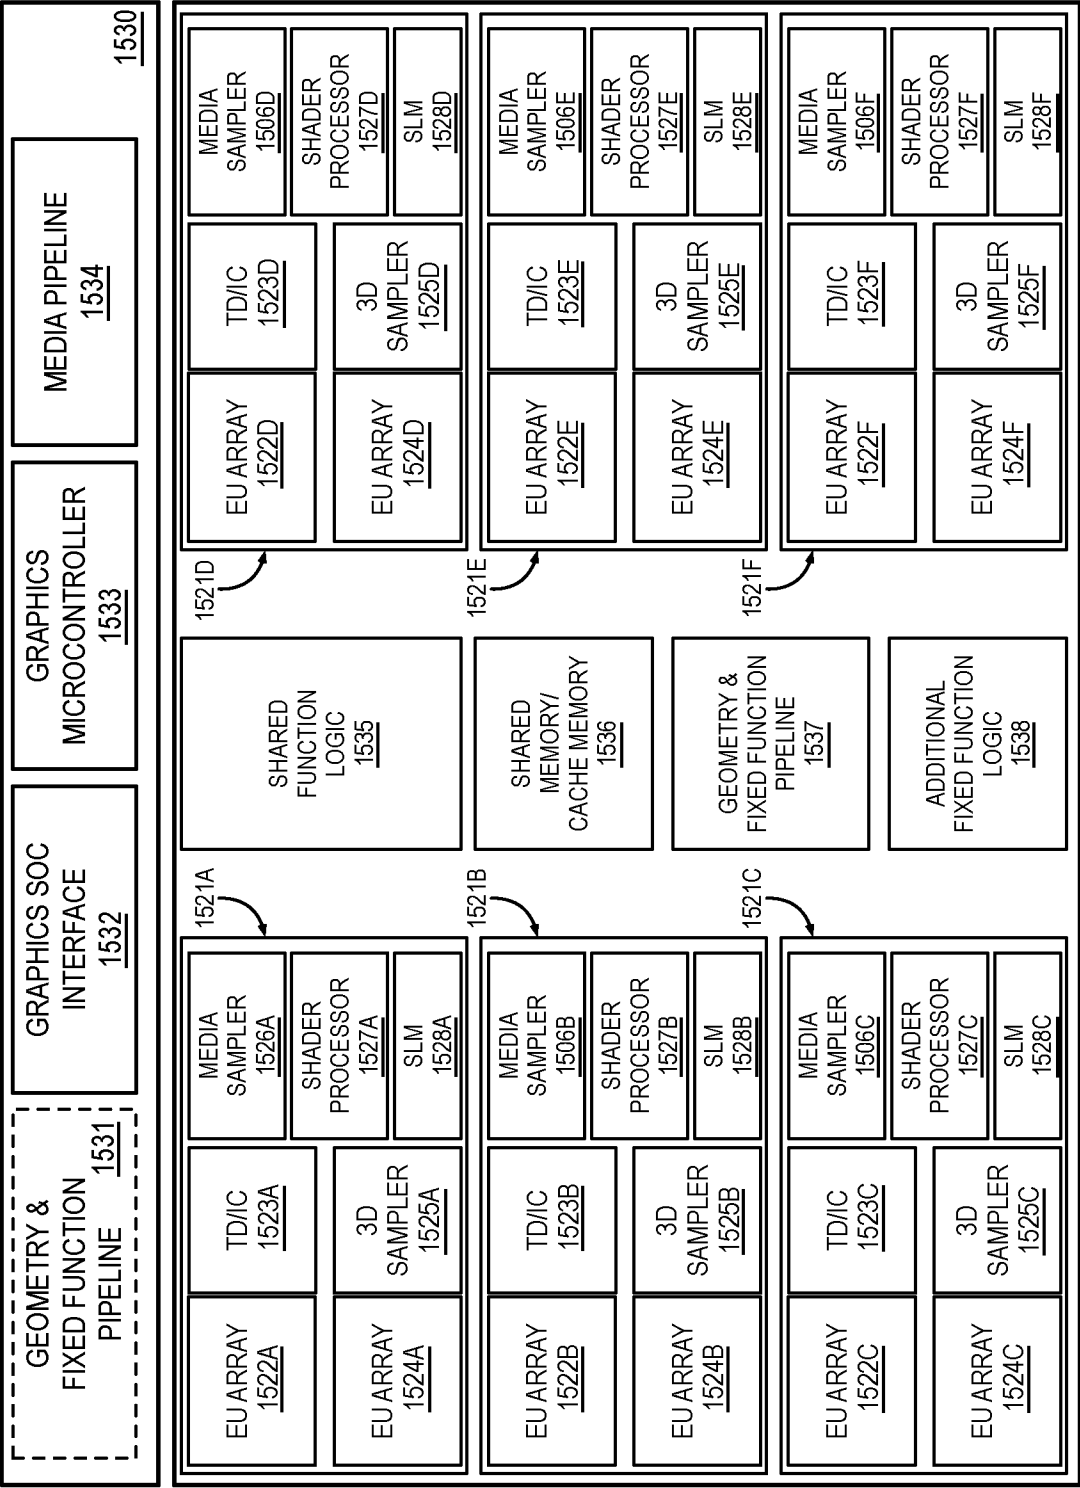 1530
GEOMETRY &
FIXED FUNCTION
PIPELINE
1531
GRAPHICS SOC
INTERFACE
1532
GRAPHICS
MICROCONTROLLER
1533
MEDIA PIPELINE
1534
1521A
EU ARRAY
1522A
TD/IC
1523A
MEDIA
SAMPLER
1526A
SHADER
PROCESSOR
1527A
EU ARRAY
1524A
3D
SAMPLER
1525A
SLM
1528A
SHARED
FUNCTION
LOGIC
1535
1521D
EU ARRAY
1522D
TD/IC
1523D
MEDIA
SAMPLER
1506D
SHADER
PROCESSOR
1527D
EU ARRAY
1524D
3D
SAMPLER
1525D
SLM
1528D
1521B
EU ARRAY
1522B
TD/IC
1523B
MEDIA
SAMPLER
1506B
SHADER
PROCESSOR
1527B
EU ARRAY
1524B
3D
SAMPLER
1525B
SLM
1528B
SHARED
MEMORY/
CACHE MEMORY
1536
1521E
EU ARRAY
1522E
TD/IC
1523E
MEDIA
SAMPLER
1506E
SHADER
PROCESSOR
1527E
EU ARRAY
1524E
3D
SAMPLER
1525E
SLM
1528E
GEOMETRY &
FIXED FUNCTION
PIPELINE
1537
1521C
EU ARRAY
1522C
TD/IC
1523C
MEDIA
SAMPLER
1506C
SHADER
PROCESSOR
1527C
EU ARRAY
1524C
3D
SAMPLER
1525C
SLM
1528C
ADDITIONAL
FIXED FUNCTION
LOGIC
1538
1521F
EU ARRAY
1522F
TD/IC
1523F
MEDIA
SAMPLER
1506F
SHADER
PROCESSOR
1527F
EU ARRAY
1524F
3D
SAMPLER
1525F
SLM
1528F